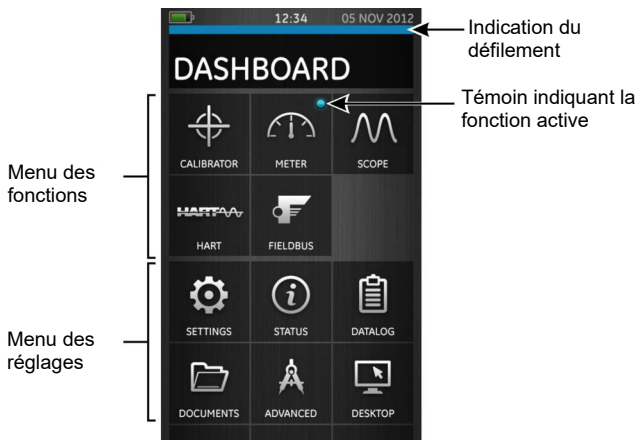 12:34 05 NOV 2012
Indication du
défilement
DASHBOARD
Témoin indiquant la
fonction active
Menu des
fonctions
CALIBRATOR METER SCOPE
HART
HART FIELDBUS
Menu des
réglages
SETTINGS STATUS DATALOG
DOCUMENTS ADVANCED DESKTOP